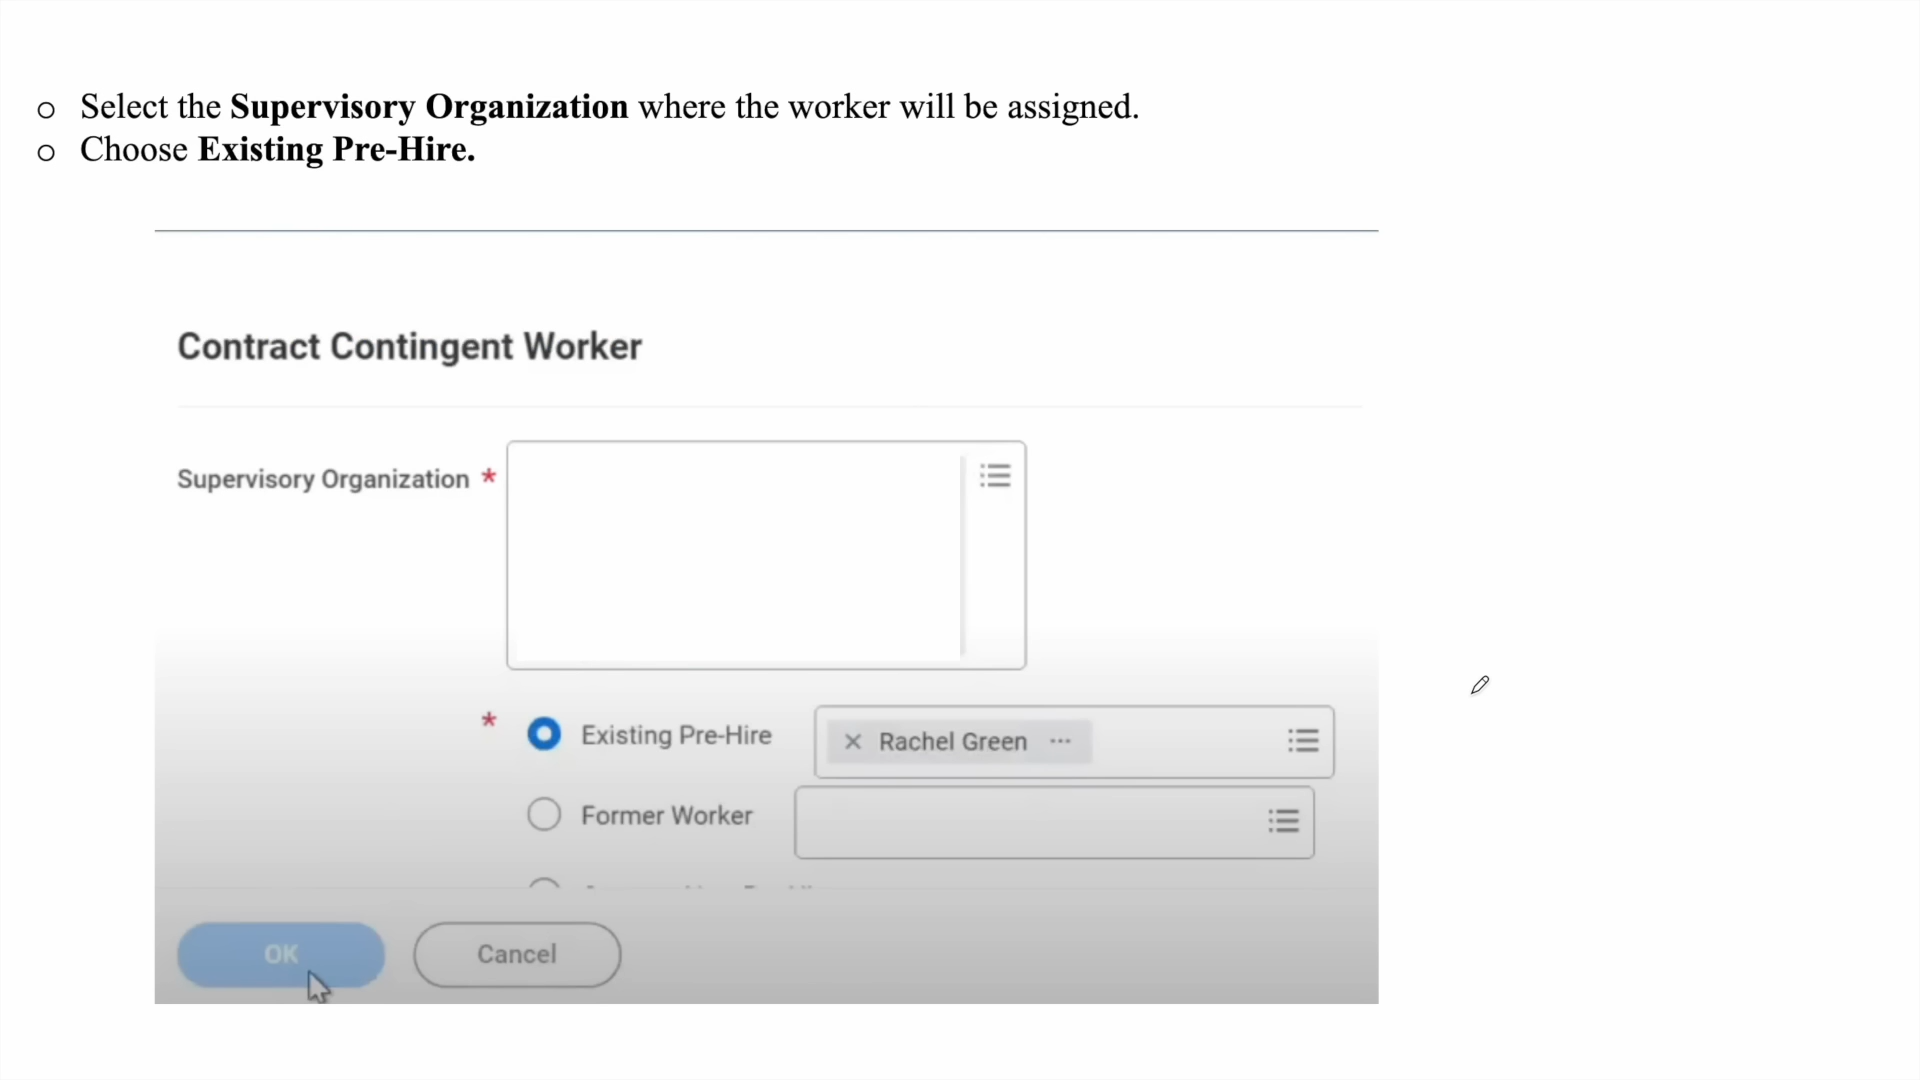 o Select the Supervisory Organization where the worker will be assigned.
o Choose Existing Pre-Hire.
Contract Contingent Worker
Supervisory Organization *
* Existing Pre-Hire × Rachel Green ···
Former Worker
OK Cancel